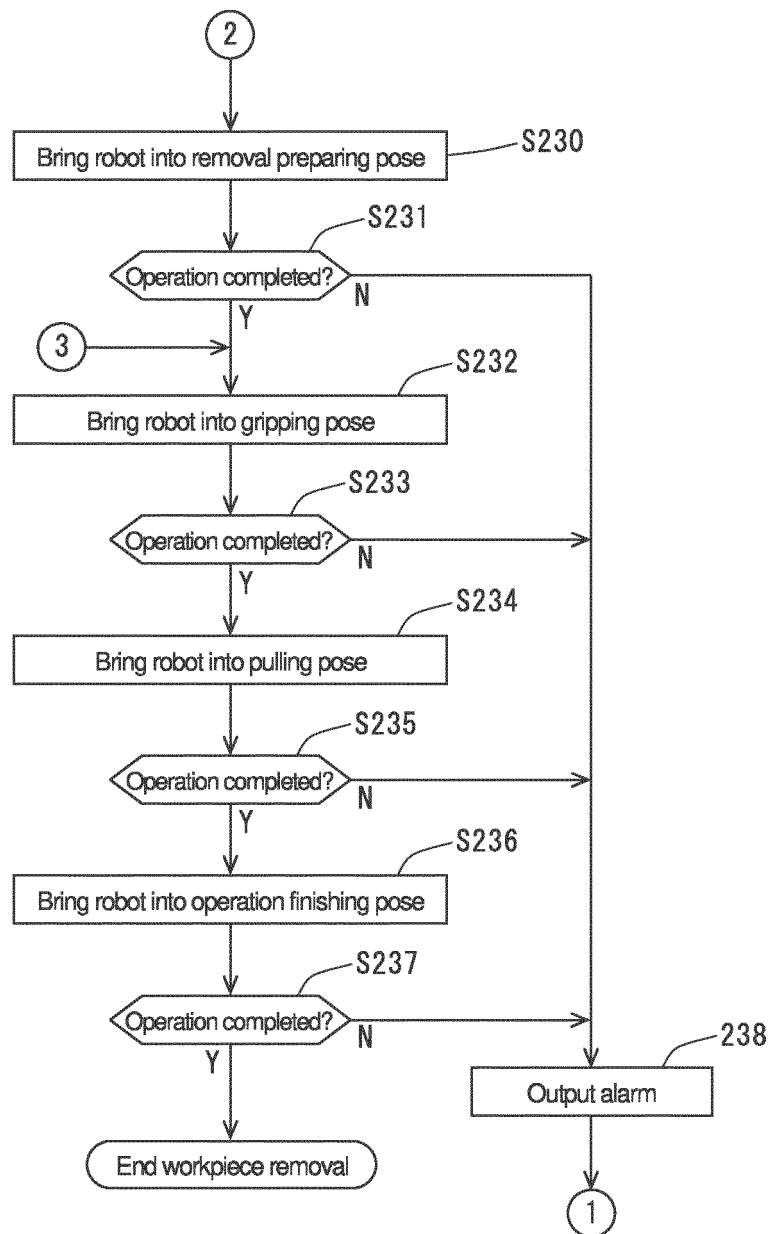 2
Bring robot into removal preparing pose
S230
S231
Operation completed?
N
Y
3
S232
Bring robot into gripping pose
S233
Operation completed?
N
Y
S234
Bring robot into pulling pose
S235
Operation completed?
N
Y
S236
Bring robot into operation finishing pose
S237
Operation completed?
N
Y
238
Output alarm
End workpiece removal
1